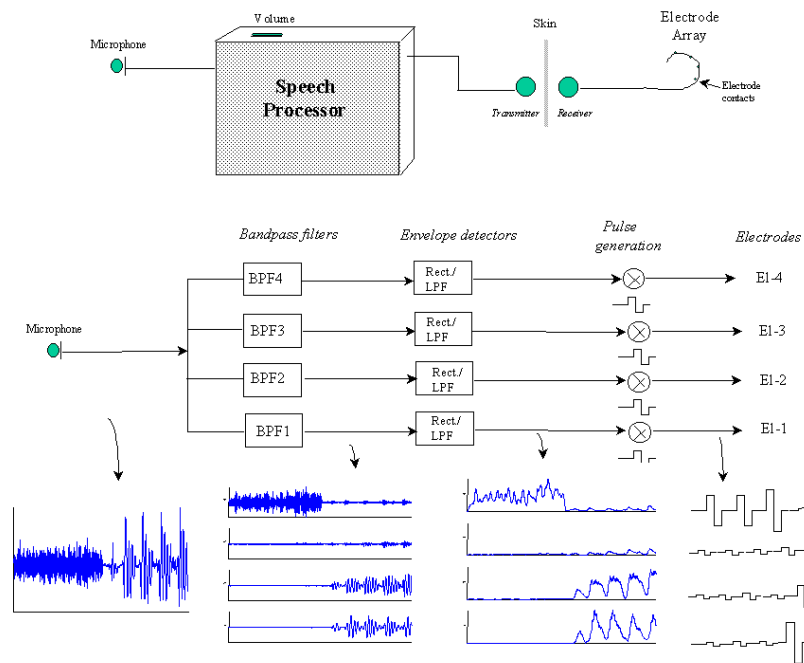 Volume
Microphone
Skin
Electrode
Array
Speech
Processor
Transmitter
Receiver
Electrode
contacts
Bandpass filters
Envelope detectors
Pulse
generation
Electrodes
BPF4
Rect./
LPF
El-4
Microphone
BPF3
Rect./
LPF
El-3
BPF2
Rect./
LPF
El-2
BPF1
Rect./
LPF
El-1